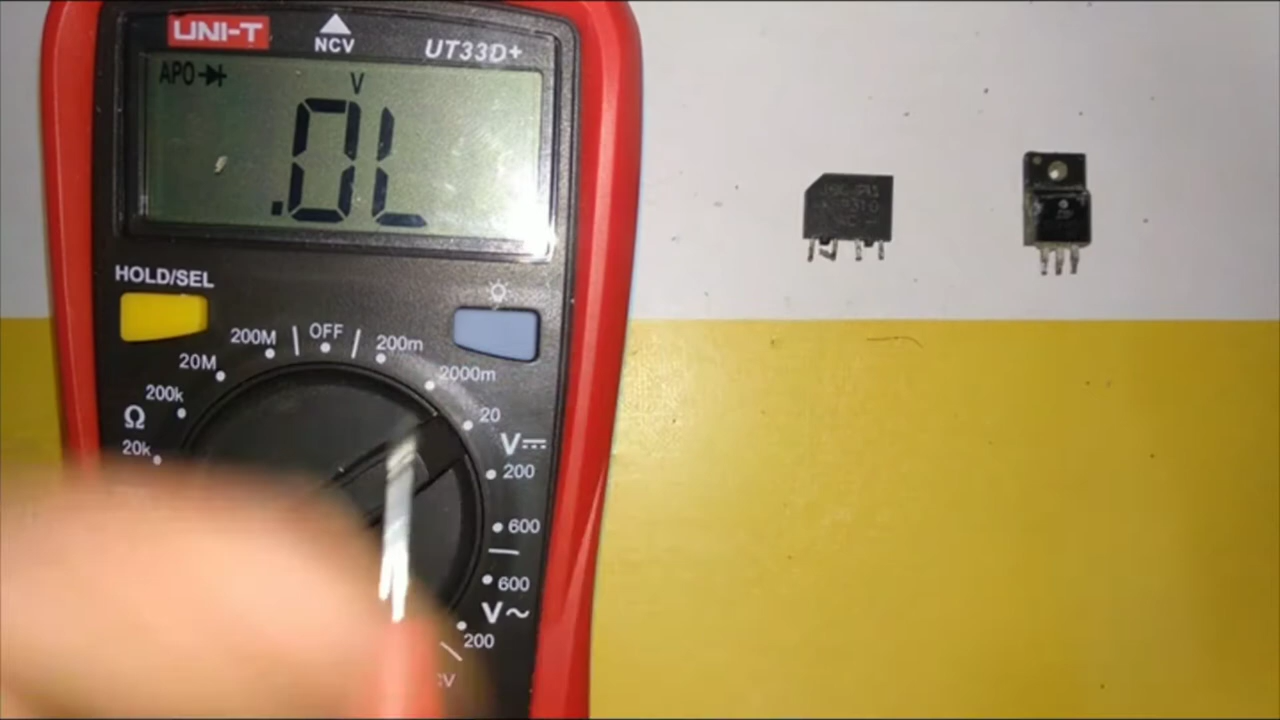 UNI-T
NCV
UT33D+
APO
V
.0L
HOLD/SEL
OFF
200M
200m
20M
2000m
200k
20
Ω
V
20k
200
600
600
V~
200